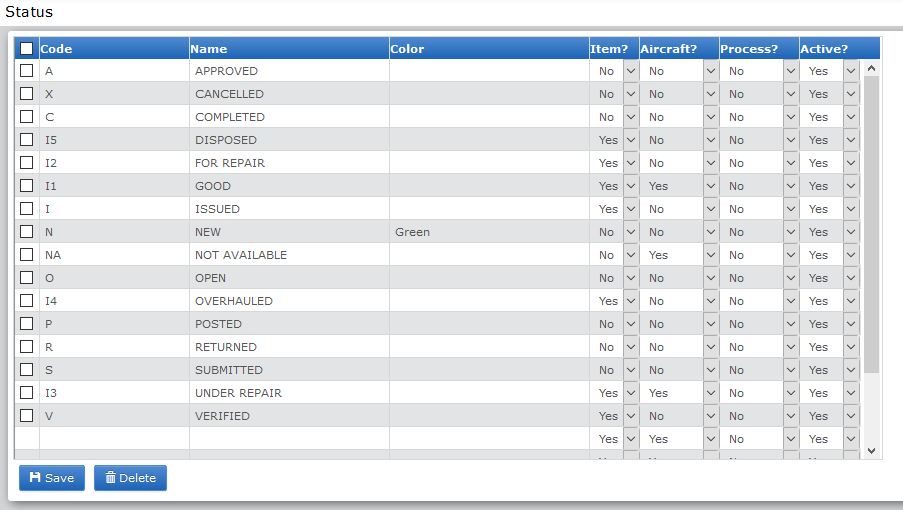 Status
Code Name Color Item? Aircraft? Process? Active?
A APPROVED No No No Yes
X CANCELLED No No No Yes
C COMPLETED No No No Yes
I5 DISPOSED Yes No No Yes
I2 FOR REPAIR Yes No No Yes
I1 GOOD Yes Yes No Yes
I ISSUED Yes No No Yes
N NEW Green No No No Yes
NA NOT AVAILABLE No Yes No Yes
O OPEN No No No Yes
I4 OVERHAULED Yes No No Yes
P POSTED No No No Yes
R RETURNED No No No Yes
S SUBMITTED No No No Yes
I3 UNDER REPAIR Yes Yes No Yes
V VERIFIED Yes No No Yes
Yes Yes No Yes
Save Delete